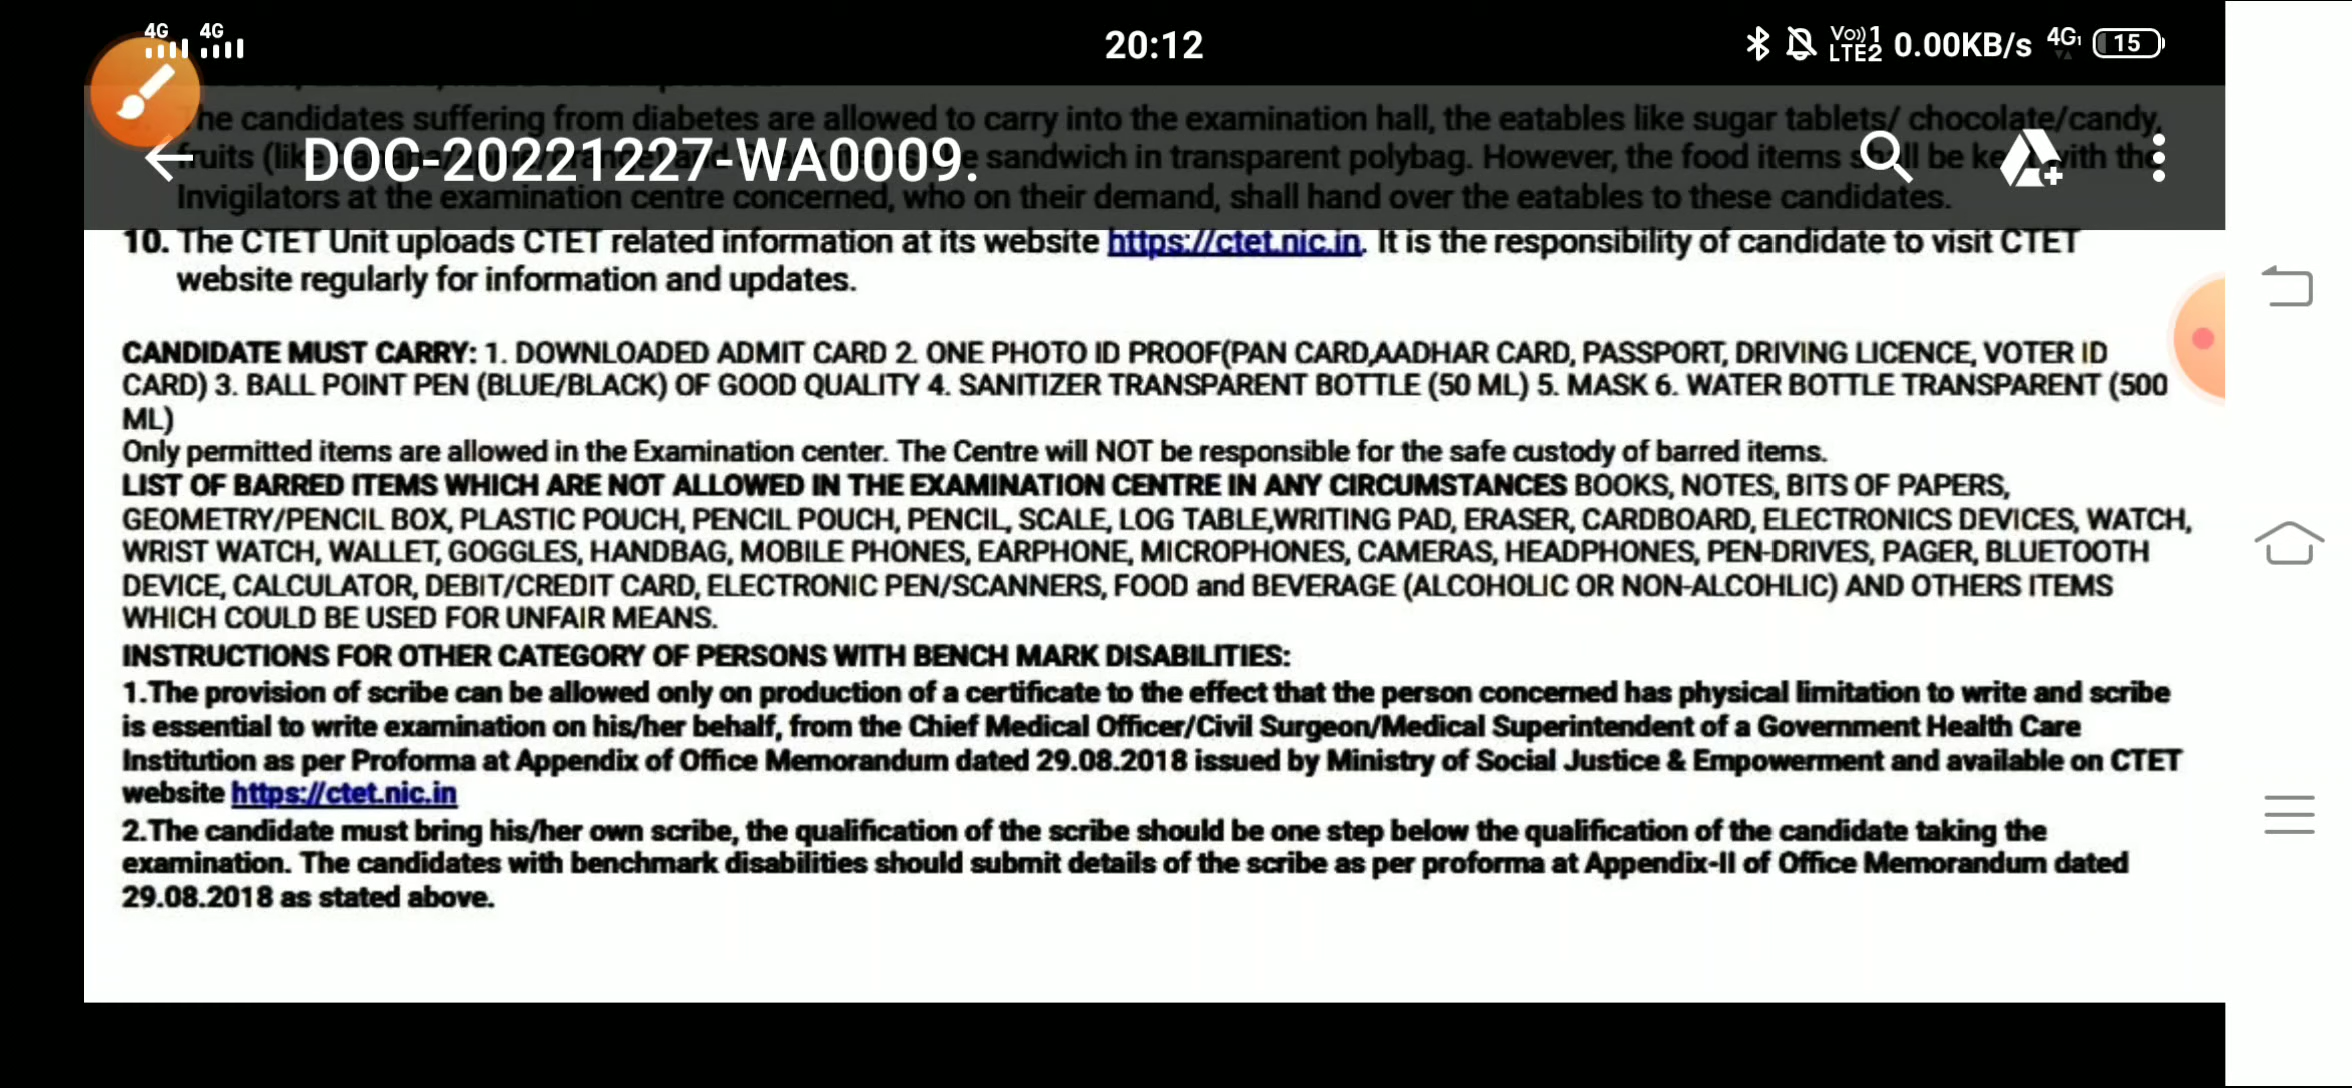 4G 4G
20:12
Vo)) 1 LTE2 0.00KB/s 4G 15
he candidates suffering from diabetes are allowed to carry into the examination hall, the eatables like sugar tablets/ chocolate/candy,
DOC-20221227-WA0009.
fruits (like sandwich in transparent polybag. However, the food items be with the
Invigilators at the examination centre concerned, who on their demand, shall hand over the eatables to these candidates.
10. The CTET Unit uploads CTET related information at its website https://ctet.nic.in. It is the responsibility of candidate to visit CTET
website regularly for information and updates.
CANDIDATE MUST CARRY: 1. DOWNLOADED ADMIT CARD 2. ONE PHOTO ID PROOF(PAN CARD,AADHAR CARD, PASSPORT, DRIVING LICENCE, VOTER ID
CARD) 3. BALL POINT PEN (BLUE/BLACK) OF GOOD QUALITY 4. SANITIZER TRANSPARENT BOTTLE (50 ML) 5. MASK 6. WATER BOTTLE TRANSPARENT (500
ML)
Only permitted items are allowed in the Examination center. The Centre will NOT be responsible for the safe custody of barred items.
LIST OF BARRED ITEMS WHICH ARE NOT ALLOWED IN THE EXAMINATION CENTRE IN ANY CIRCUMSTANCES BOOKS, NOTES, BITS OF PAPERS,
GEOMETRY/PENCIL BOX, PLASTIC POUCH, PENCIL POUCH, PENCIL, SCALE, LOG TABLE,WRITING PAD, ERASER, CARDBOARD, ELECTRONICS DEVICES, WATCH,
WRIST WATCH, WALLET, GOGGLES, HANDBAG, MOBILE PHONES, EARPHONE, MICROPHONES, CAMERAS, HEADPHONES, PEN-DRIVES, PAGER, BLUETOOTH
DEVICE, CALCULATOR, DEBIT/CREDIT CARD, ELECTRONIC PEN/SCANNERS, FOOD and BEVERAGE (ALCOHOLIC OR NON-ALCOHLIC) AND OTHERS ITEMS
WHICH COULD BE USED FOR UNFAIR MEANS.
INSTRUCTIONS FOR OTHER CATEGORY OF PERSONS WITH BENCH MARK DISABILITIES:
1.The provision of scribe can be allowed only on production of a certificate to the effect that the person concerned has physical limitation to write and scribe
is essential to write examination on his/her behalf, from the Chief Medical Officer/Civil Surgeon/Medical Superintendent of a Government Health Care
Institution as per Proforma at Appendix of Office Memorandum dated 29.08.2018 issued by Ministry of Social Justice & Empowerment and available on CTET
website https://ctet.nic.in
2.The candidate must bring his/her own scribe, the qualification of the scribe should be one step below the qualification of the candidate taking the
examination. The candidates with benchmark disabilities should submit details of the scribe as per proforma at Appendix-II of Office Memorandum dated
29.08.2018 as stated above.